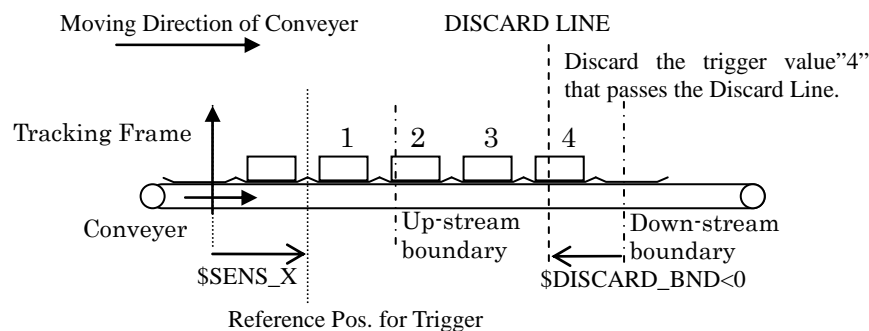 Moving Direction of Conveyer
DISCARD LINE
Discard the trigger value”4”
that passes the Discard Line.
Tracking Frame
1
2
3
4
Conveyer
Up-stream
boundary
Down-stream
boundary
$SENS_X
$DISCARD_BND<0
Reference Pos. for Trigger